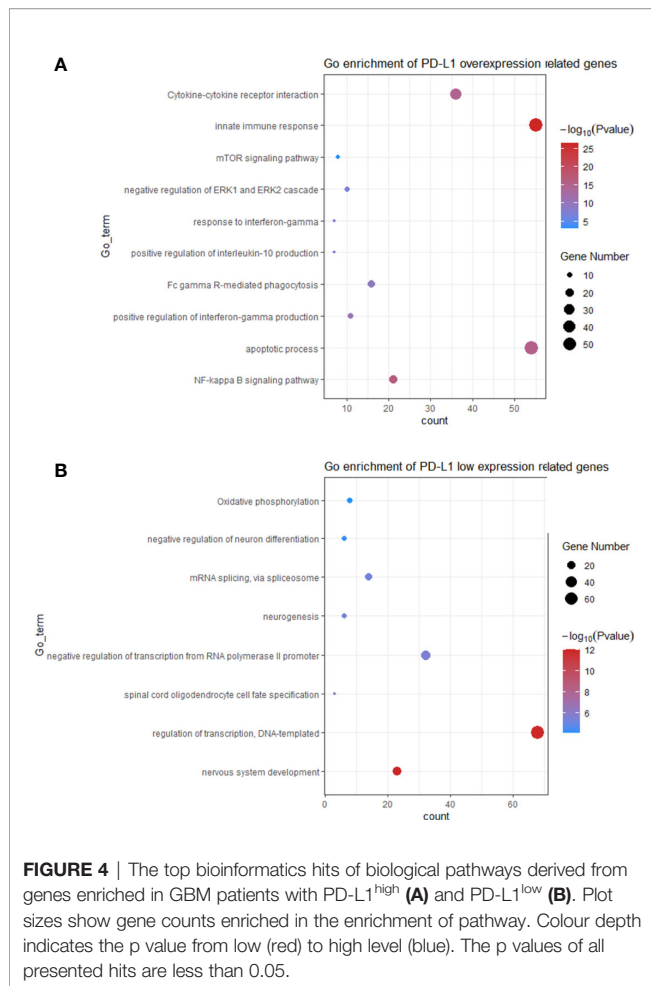 A
Go enrichment of PD-L1 overexpression related genes
Go_term
Cytokine-cytokine receptor interaction
innate immune response
mTOR signaling pathway
negative regulation of ERK1 and ERK2 cascade
response to interferon-gamma
positive regulation of interleukin-10 production
Fc gamma R-mediated phagocytosis
positive regulation of interferon-gamma production
apoptotic process
NF-kappa B signaling pathway
10 20 30 40 50
count
−log10(Pvalue)
25
20
15
10
5
Gene Number
10
20
30
40
50
B
Go enrichment of PD-L1 low expression related genes
Go_term
Oxidative phosphorylation
negative regulation of neuron differentiation
mRNA splicing, via spliceosome
neurogenesis
negative regulation of transcription from RNA polymerase II promoter
spinal cord oligodendrocyte cell fate specification
regulation of transcription, DNA-templated
nervous system development
0 20 40 60
count
Gene Number
20
40
60
−log10(Pvalue)
12
10
8
6
FIGURE 4 | The top bioinformatics hits of biological pathways derived from
genes enriched in GBM patients with PD-L1high (A) and PD-L1low (B). Plot
sizes show gene counts enriched in the enrichment of pathway. Colour depth
indicates the p value from low (red) to high level (blue). The p values of all
presented hits are less than 0.05.